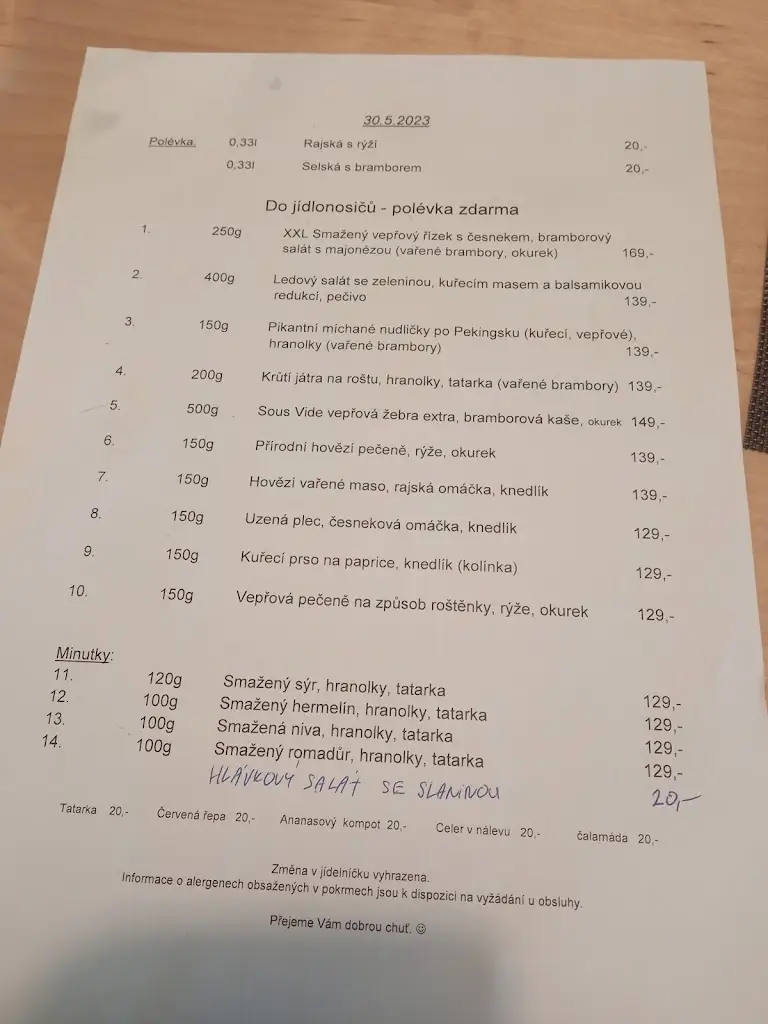 30.5.2023
Polévka. 0,33l Rajská s rýží 20,-
0,33l Selská s bramborem 20,-
Do jídlonosičů - polévka zdarma
1. 250g XXL Smažený vepřový řízek s česnekem, bramborový
salát s majonézou (vařené brambory, okurek) 169,-
2. 400g Ledový salát se zeleninou, kuřecím masem a balsamikovou
redukcí, pečivo 139,-
3. 150g Pikantní míchané nudličky po Pekingsku (kuřecí, vepřové),
hranolky (vařené brambory) 139,-
4. 200g Krůtí játra na roštu, hranolky, tatarka (vařené brambory) 139,-
5. 500g Sous Vide vepřová žebra extra, bramborová kaše, okurek 149,-
6. 150g Přírodní hovězí pečeně, rýže, okurek 139,-
7. 150g Hovězí vařené maso, rajská omáčka, knedlík 139,-
8. 150g Uzená plec, česneková omáčka, knedlík 129,-
9. 150g Kuřecí prso na paprice, knedlík (kolínka) 129,-
10. 150g Vepřová pečeně na způsob roštěnky, rýže, okurek 129,-
Minutky:
11. 120g Smažený sýr, hranolky, tatarka 129,-
12. 100g Smažený hermelín, hranolky, tatarka 129,-
13. 100g Smažená niva, hranolky, tatarka 129,-
14. 100g Smažený romadůr, hranolky, tatarka 129,-
HLÁVKOVÝ SALÁT SE SLANINOU 20,-
Tatarka 20,- Červená řepa 20,- Ananasový kompot 20,- Celer v nálevu 20,- čalamáda 20,-
Změna v jídelníčku vyhrazena.
Informace o alergenech obsažených v pokrmech jsou k dispozici na vyžádání u obsluhy.
Přejeme Vám dobrou chuť. ☺